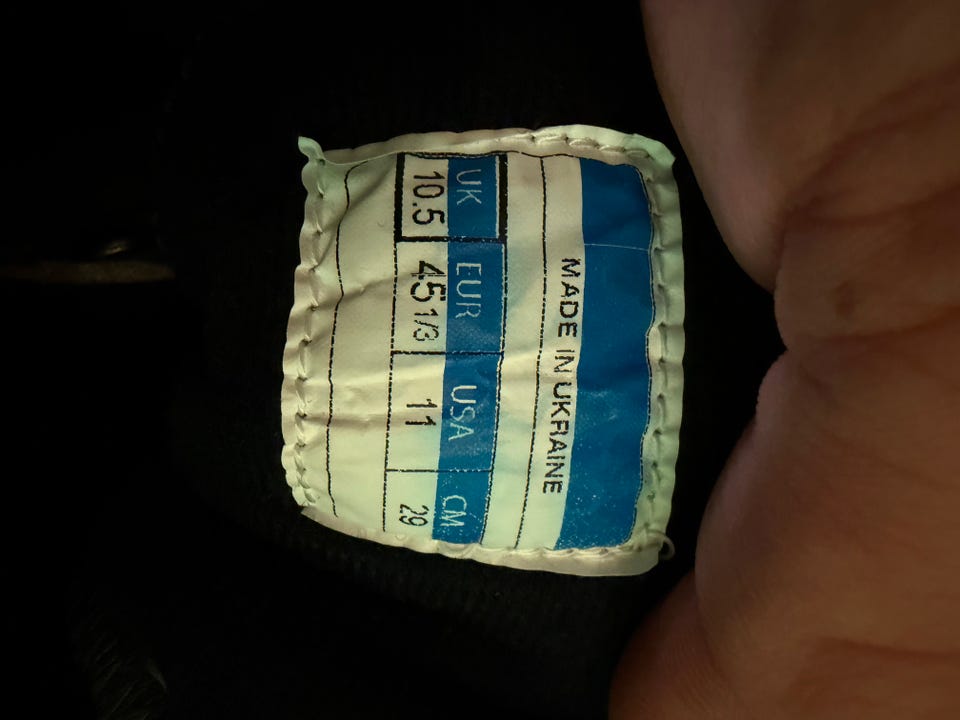 MADE IN UKRAINE
UK EUR USA CM
10.5 45 1/3 11 29